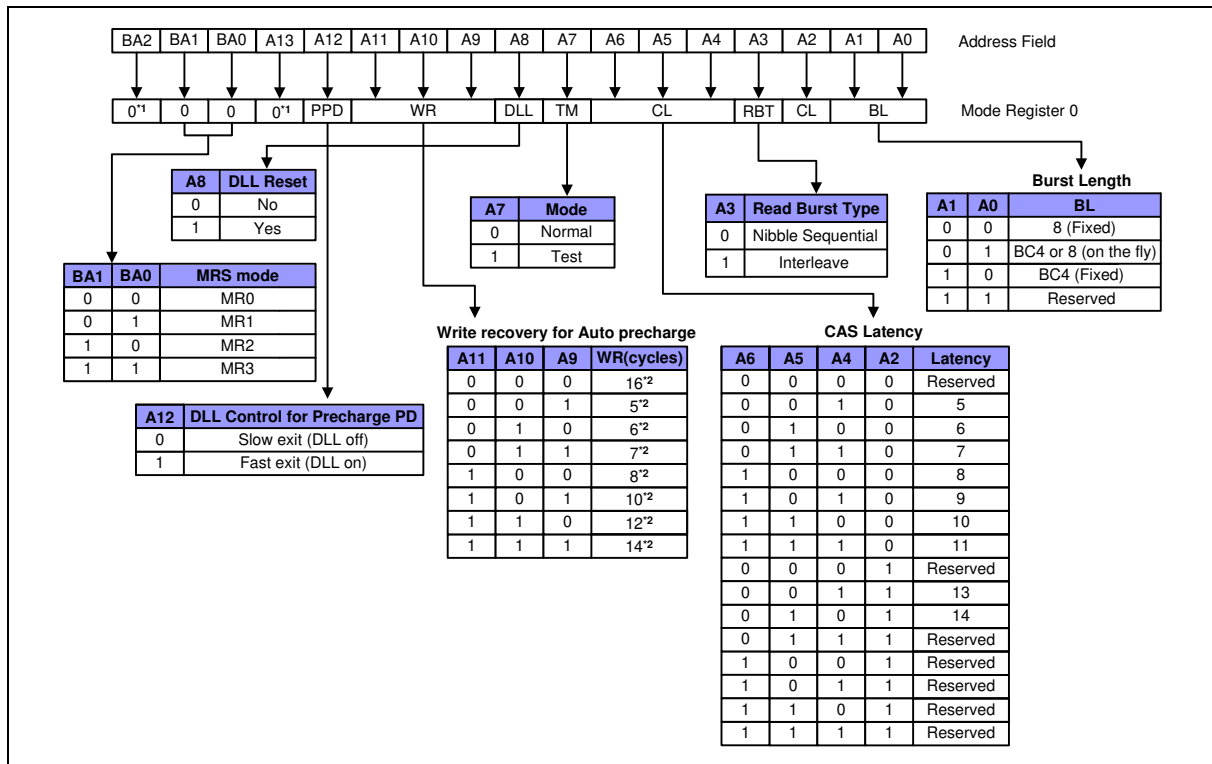 BA2 BA1 BA0 A13 A12 A11 A10 A9 A8 A7 A6 A5 A4 A3 A2 A1 A0 Address Field
0*1 0 0 0*1 PPD WR DLL TM CL RBT CL BL Mode Register 0
A8 DLL Reset
0 No
1 Yes
A7 Mode
0 Normal
1 Test
A3 Read Burst Type
0 Nibble Sequential
1 Interleave
Burst Length
A1 A0 BL
0 0 8 (Fixed)
0 1 BC4 or 8 (on the fly)
1 0 BC4 (Fixed)
1 1 Reserved
BA1 BA0 MRS mode
0 0 MR0
0 1 MR1
1 0 MR2
1 1 MR3
A12 DLL Control for Precharge PD
0 Slow exit (DLL off)
1 Fast exit (DLL on)
Write recovery for Auto precharge
A11 A10 A9 WR(cycles)
0 0 0 16*2
0 0 1 5*2
0 1 0 6*2
0 1 1 7*2
1 0 0 8*2
1 0 1 10*2
1 1 0 12*2
1 1 1 14*2
CAS Latency
A6 A5 A4 A2 Latency
0 0 0 0 Reserved
0 0 1 0 5
0 1 0 0 6
0 1 1 0 7
1 0 0 0 8
1 0 1 0 9
1 1 0 0 10
1 1 1 0 11
0 0 0 1 Reserved
0 0 1 1 13
0 1 0 1 14
0 1 1 1 Reserved
1 0 0 1 Reserved
1 0 1 1 Reserved
1 1 0 1 Reserved
1 1 1 1 Reserved